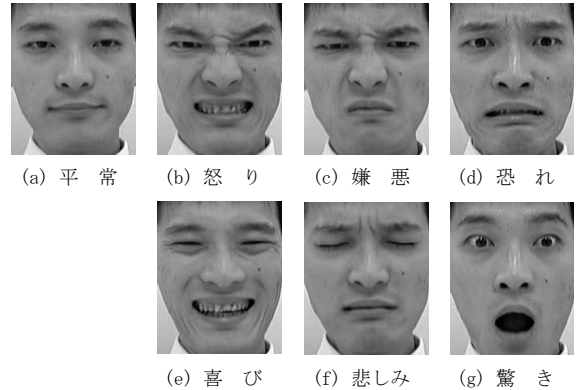 (a) 平　常
(b) 怒　り
(c) 嫌　悪
(d) 恐　れ
(e) 喜　び
(f) 悲しみ
(g) 驚　き